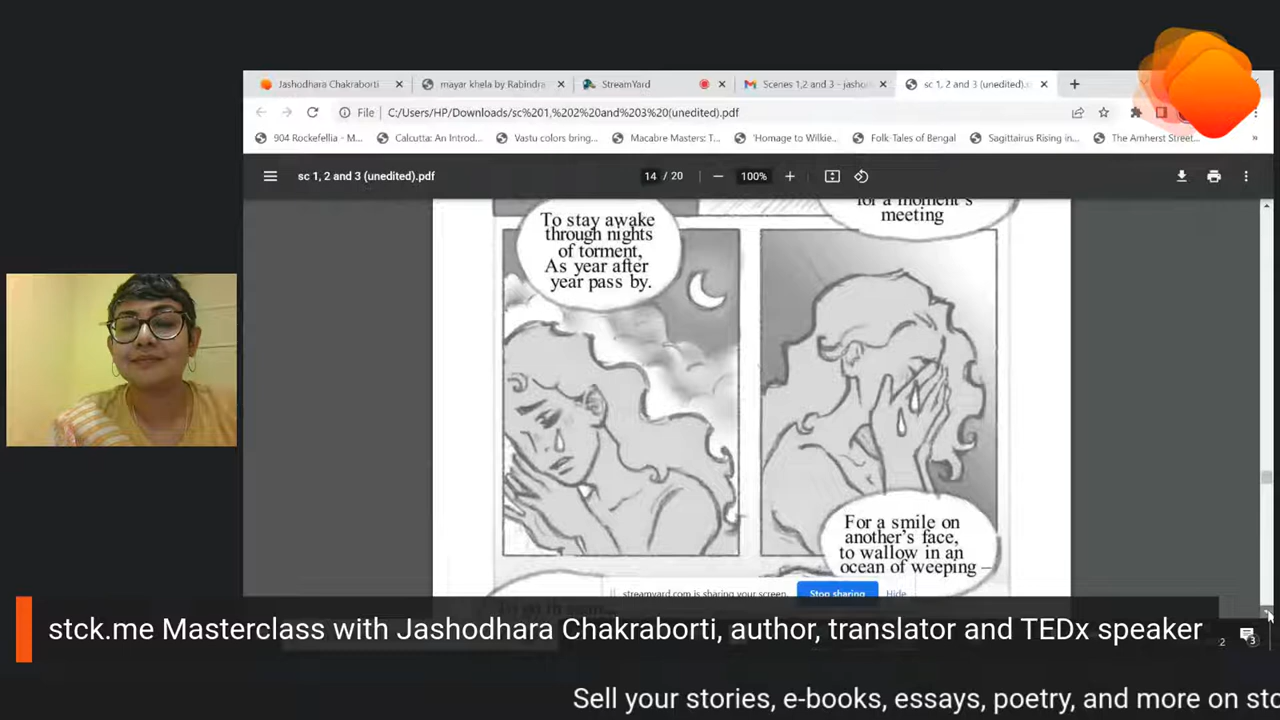 Jashodhara Chakraborti
mayar khela by Rabindra
StreamYard
Scenes 1,2 and 3 - jasho
sc 1, 2 and 3 (unedited).
File
C:/Users/HP/Downloads/sc%201,%202%20and%203%20(unedited).pdf
904 Rockefellia - M...
Calcutta: An Introd...
Vastu colors bring...
Macabre Masters: T...
'Homage to Wilkie...
Folk-Tales of Bengal
Sagittairus Rising in...
The Amherst Street...
»
sc 1, 2 and 3 (unedited).pdf
14 / 20
100%
for a moment's
meeting
To stay awake
through nights
of torment,
As year after
year pass by.
For a smile on
another's face,
to wallow in an
ocean of weeping –
streamyard.com is sharing your screen.
Stop sharing
Hide
stck.me Masterclass with Jashodhara Chakraborti, author, translator and TEDx speaker
2
3
Sell your stories, e-books, essays, poetry, and more on